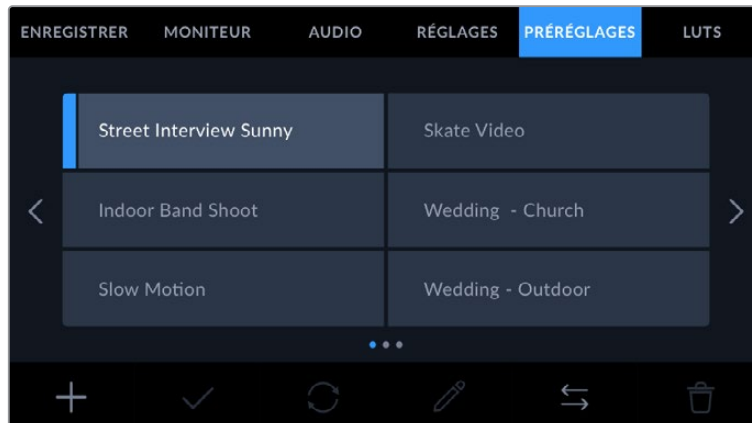 ENREGISTRER MONITEUR AUDIO RÉGLAGES PRÉRÉGLAGES LUTS
Street Interview Sunny Skate Video
Indoor Band Shoot Wedding - Church
Slow Motion Wedding - Outdoor